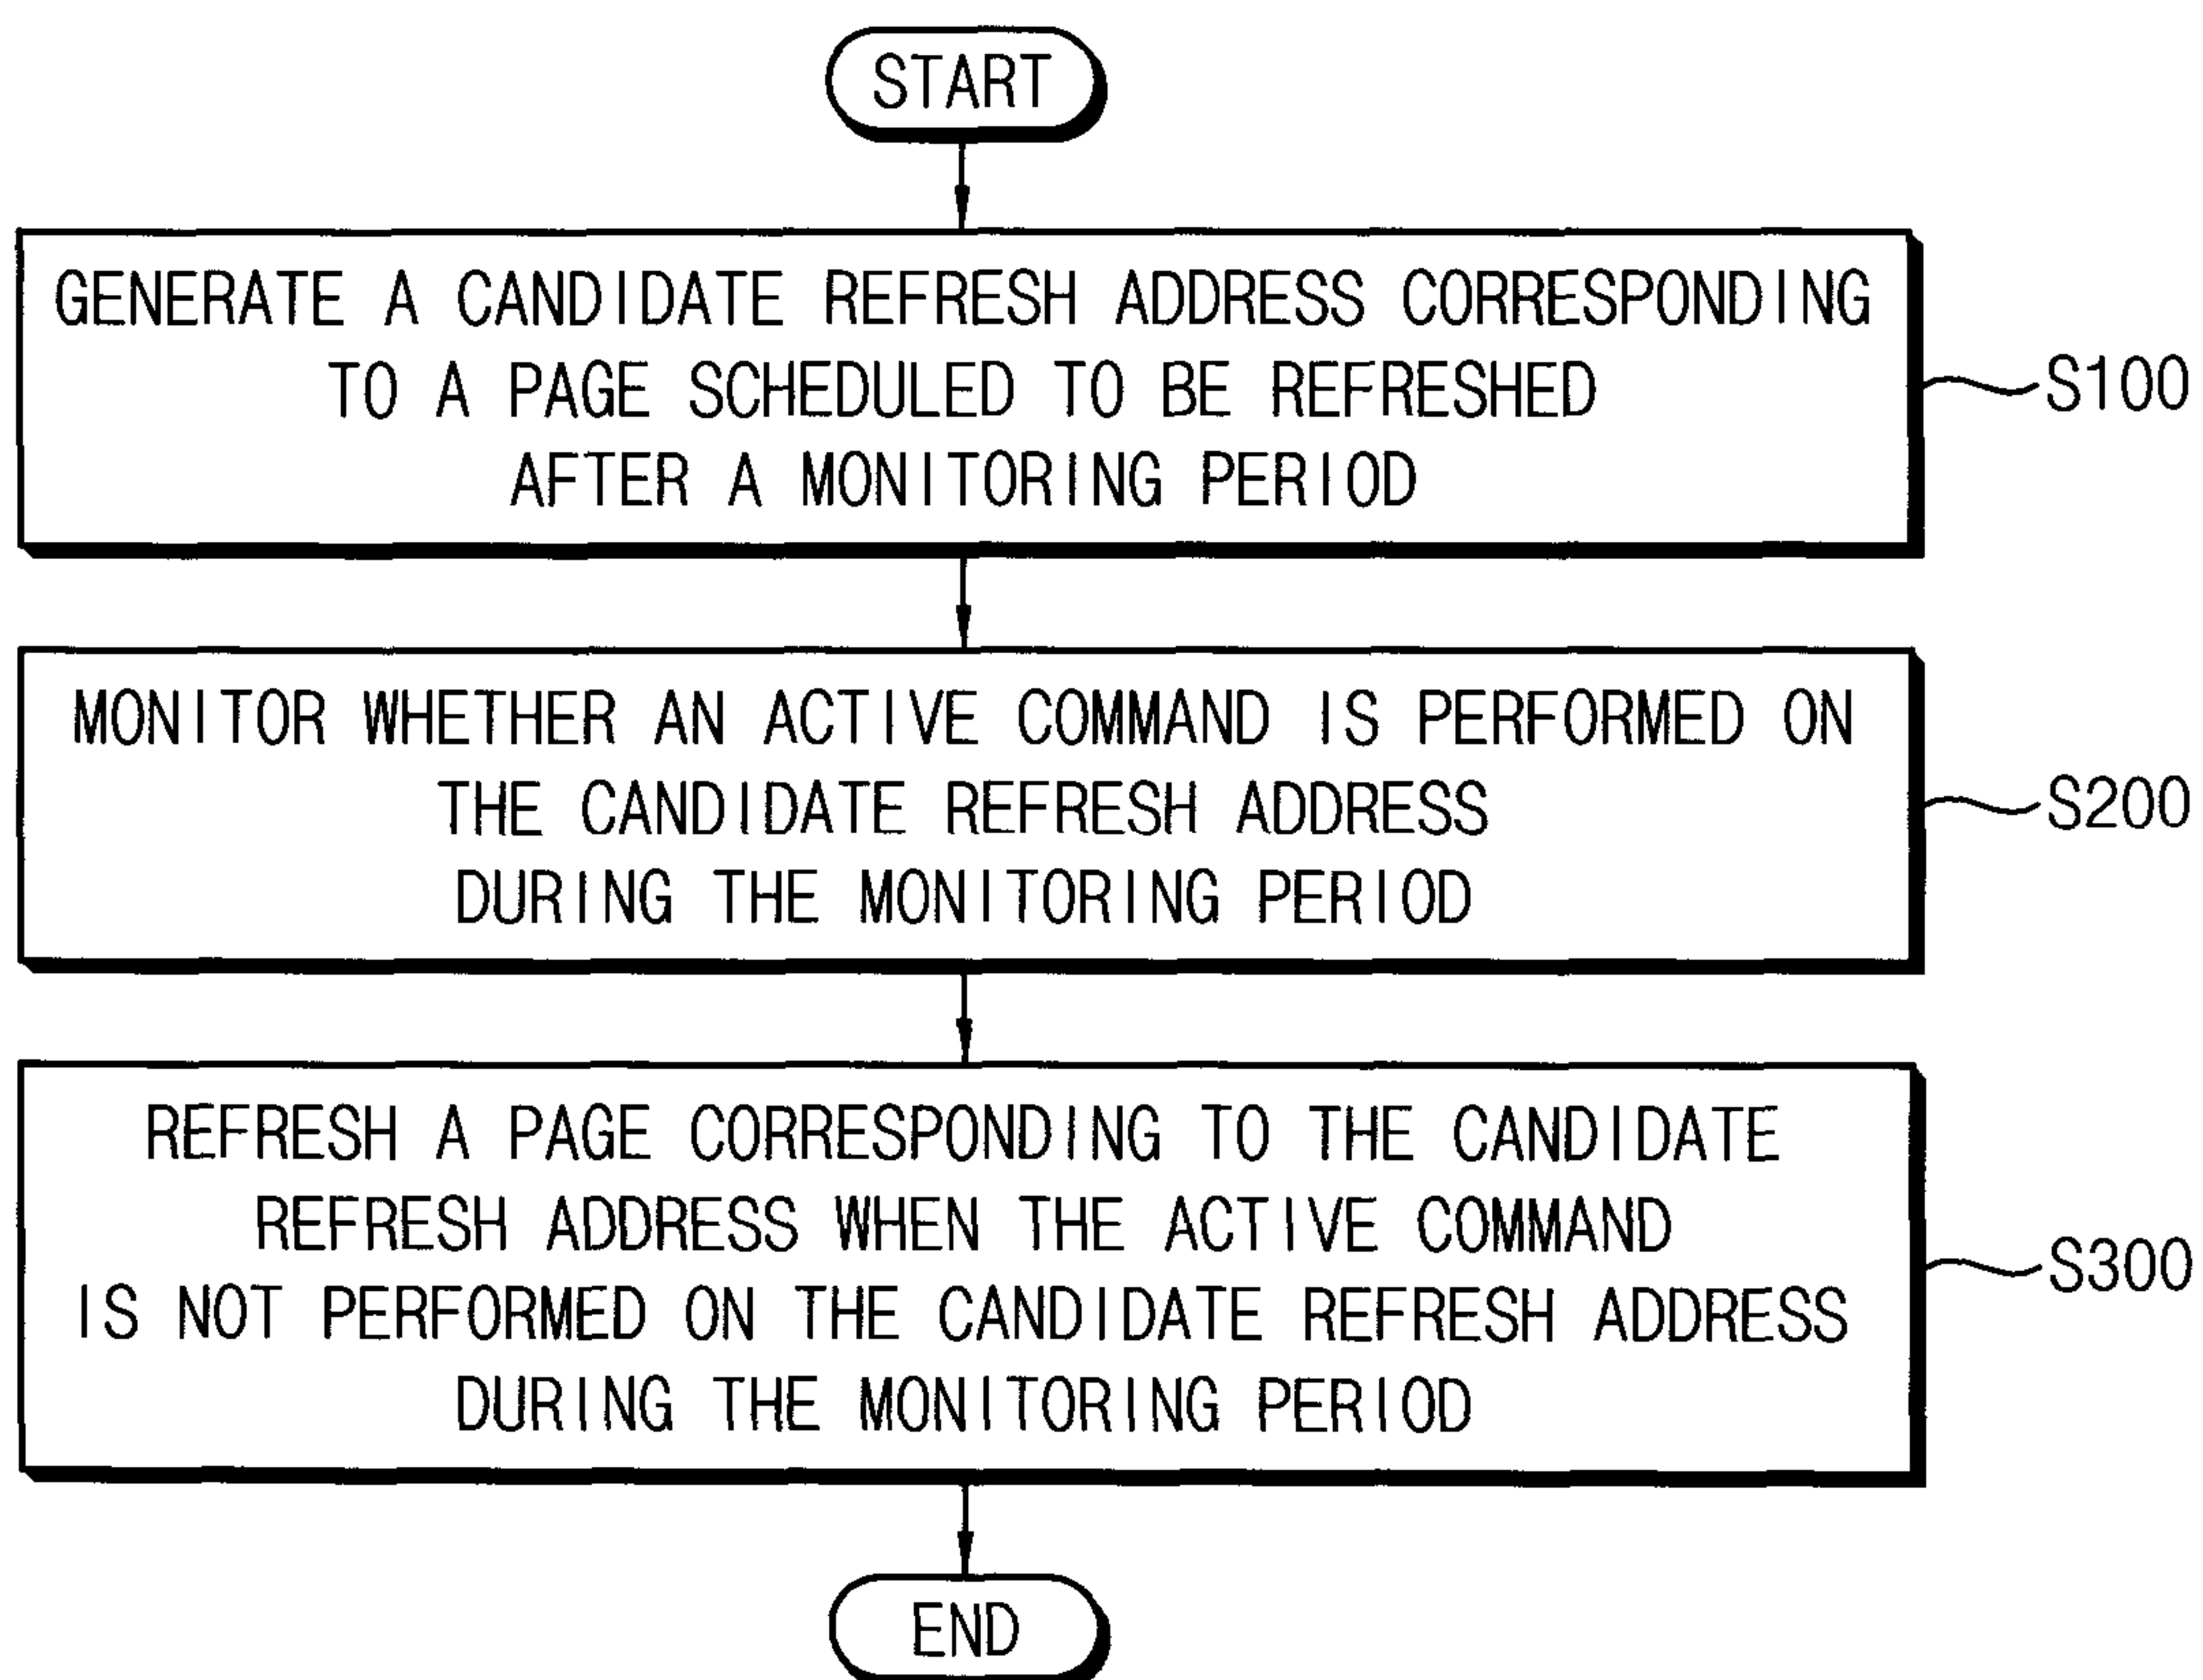 START
GENERATE A CANDIDATE REFRESH ADDRESS CORRESPONDING
TO A PAGE SCHEDULED TO BE REFRESHED
AFTER A MONITORING PERIOD
S100
MONITOR WHETHER AN ACTIVE COMMAND IS PERFORMED ON
THE CANDIDATE REFRESH ADDRESS
DURING THE MONITORING PERIOD
S200
REFRESH A PAGE CORRESPONDING TO THE CANDIDATE
REFRESH ADDRESS WHEN THE ACTIVE COMMAND
IS NOT PERFORMED ON THE CANDIDATE REFRESH ADDRESS
DURING THE MONITORING PERIOD
S300
END